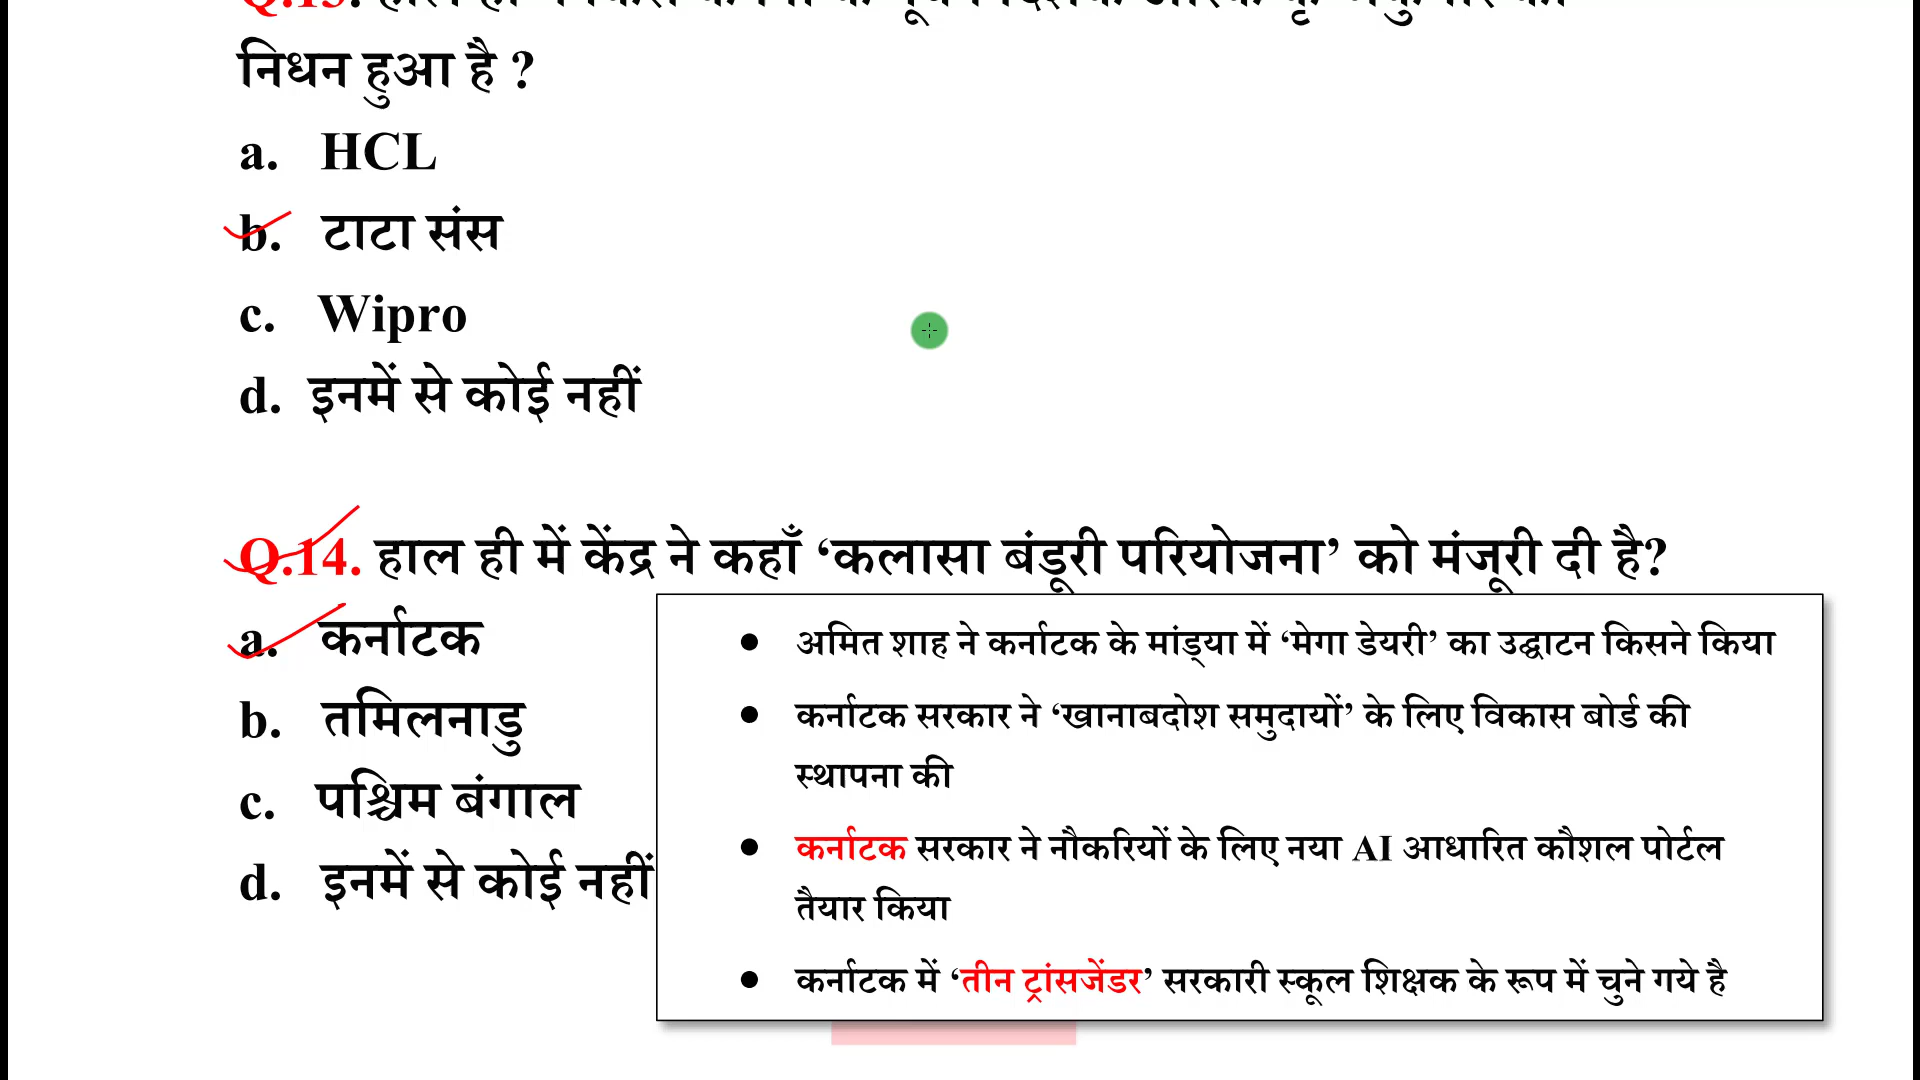 निधन हुआ है ?
a. HCL
b. टाटा संस
c. Wipro
d. इनमें से कोई नहीं
Q.14. हाल ही में केंद्र ने कहाँ ‘कलासा बंडूरी परियोजना’ को मंजूरी दी है?
a. कर्नाटक
b. तमिलनाडु
c. पश्चिम बंगाल
d. इनमें से कोई नहीं
• अमित शाह ने कर्नाटक के मांड्या में ‘मेगा डेयरी’ का उद्घाटन किसने किया
• कर्नाटक सरकार ने ‘खानाबदोश समुदायों’ के लिए विकास बोर्ड की
स्थापना की
• कर्नाटक सरकार ने नौकरियों के लिए नया AI आधारित कौशल पोर्टल
तैयार किया
• कर्नाटक में ‘तीन ट्रांसजेंडर’ सरकारी स्कूल शिक्षक के रूप में चुने गये है